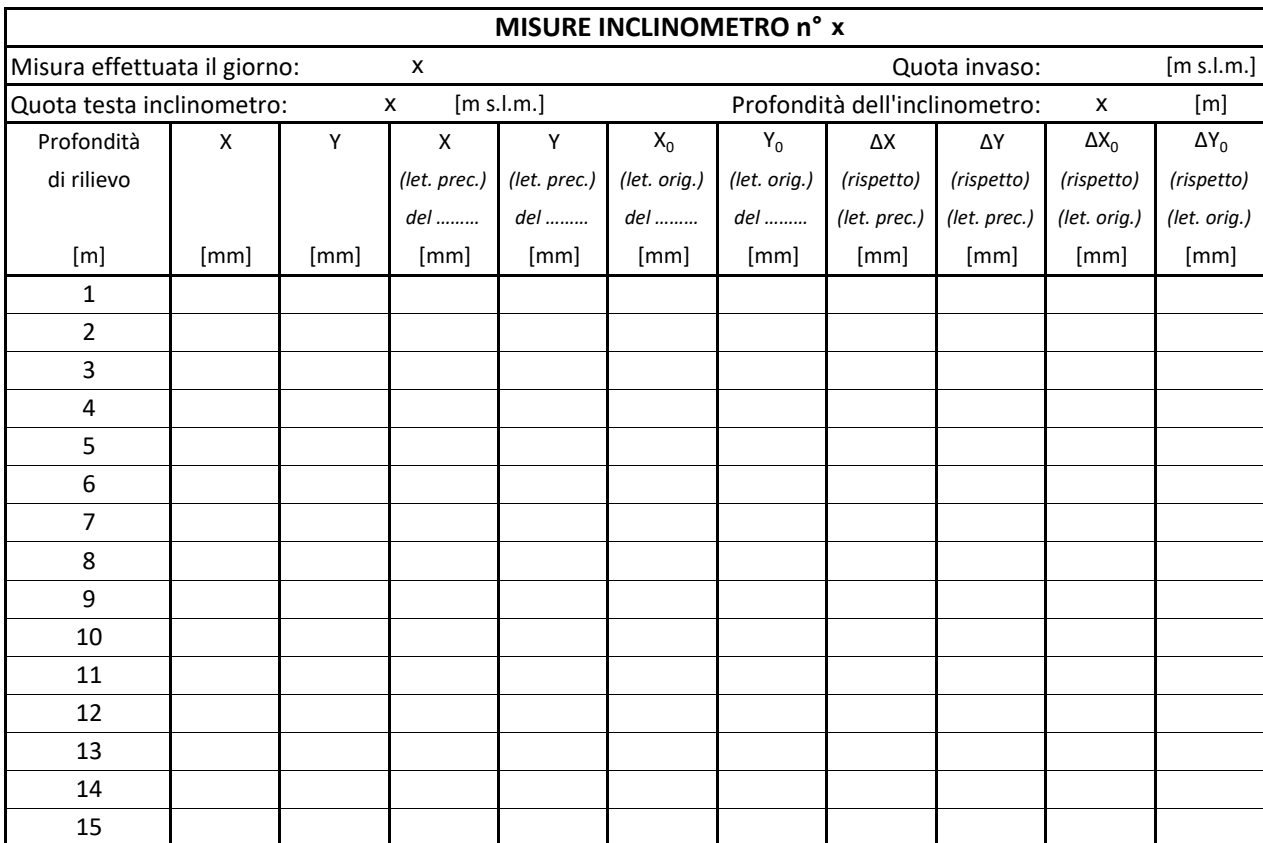 MISURE INCLINOMETRO n° x
Misura effettuata il giorno: x Quota invaso: [m s.l.m.]
Quota testa inclinometro: x [m s.l.m.] Profondità dell'inclinometro: x [m]
Profondità X Y X Y X₀ Y₀ ΔX ΔY ΔX₀ ΔY₀
di rilievo (let. prec.) (let. prec.) (let. orig.) (let. orig.) (rispetto) (rispetto) (rispetto) (rispetto)
del ......... del ......... del ......... del ......... (let. prec.) (let. prec.) (let. orig.) (let. orig.)
[m] [mm] [mm] [mm] [mm] [mm] [mm] [mm] [mm] [mm] [mm]
1
2
3
4
5
6
7
8
9
10
11
12
13
14
15